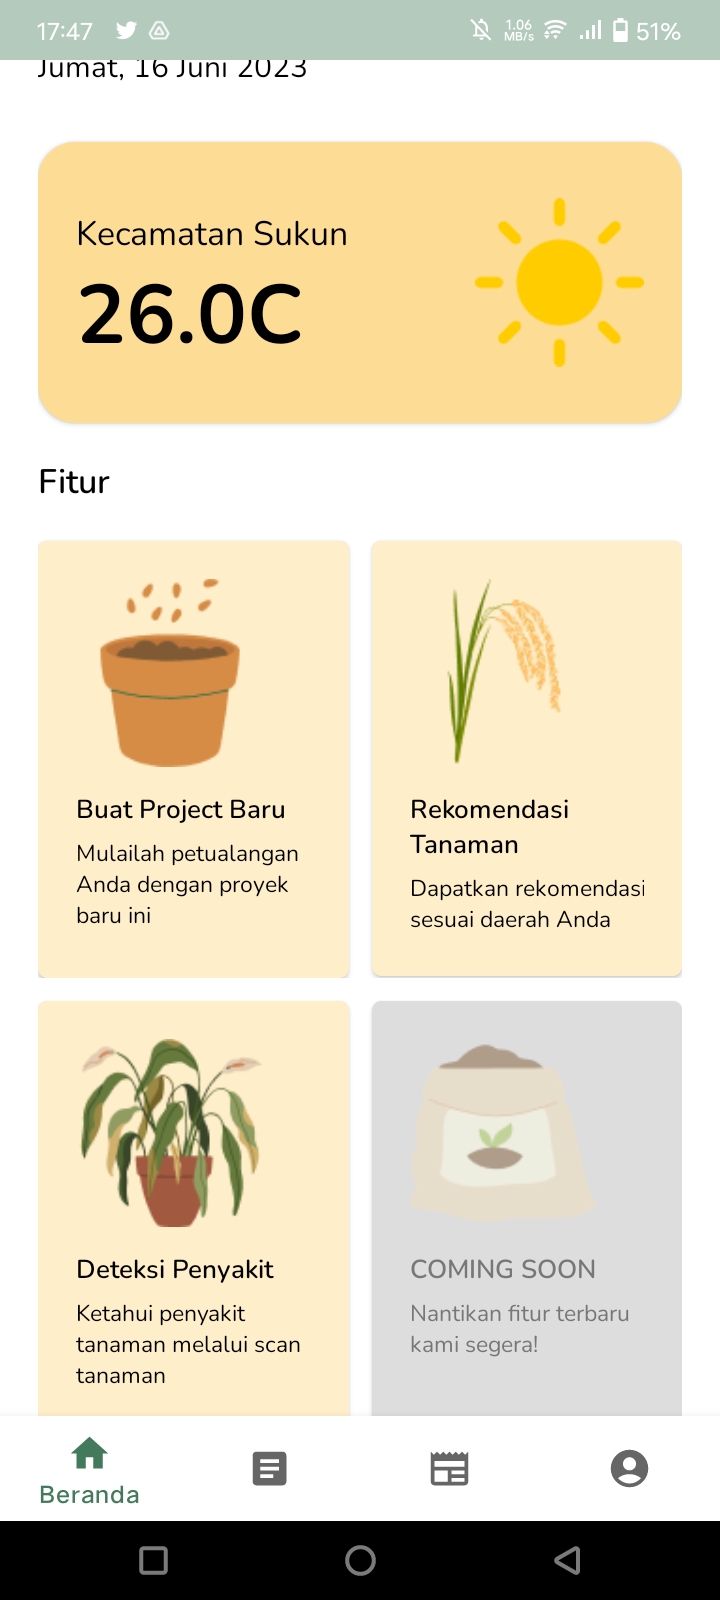 17:47
1.06
MB/s
51%
Jumat, 16 Juni 2023
Kecamatan Sukun
26.0C
Fitur
Buat Project Baru
Mulailah petualangan
Anda dengan proyek
baru ini
Rekomendasi
Tanaman
Dapatkan rekomendasi
sesuai daerah Anda
Deteksi Penyakit
Ketahui penyakit
tanaman melalui scan
tanaman
COMING SOON
Nantikan fitur terbaru
kami segera!
Beranda